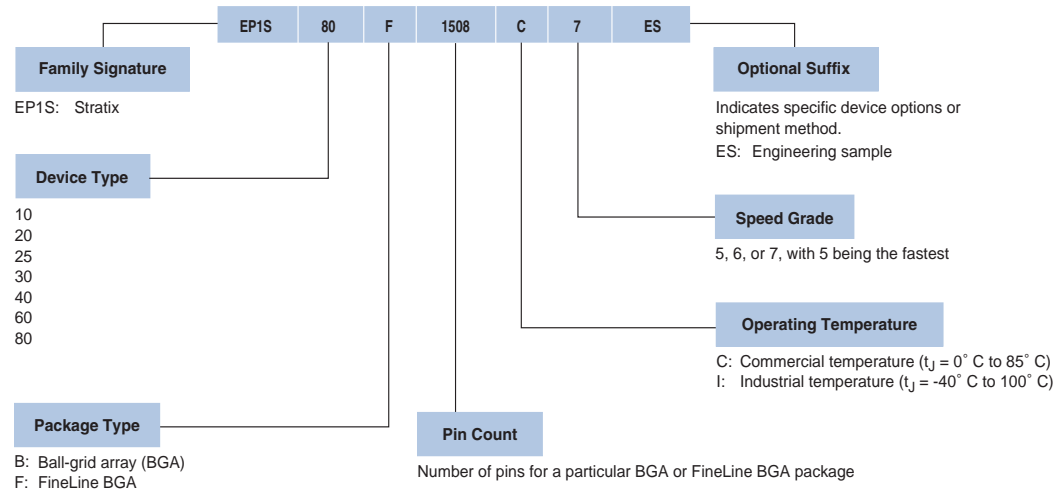 EP1S 80 F 1508 C 7 ES
Family Signature
EP1S: Stratix
Optional Suffix
Indicates specific device options or
shipment method.
ES: Engineering sample
Device Type
10
20
25
30
40
60
80
Speed Grade
5, 6, or 7, with 5 being the fastest
Operating Temperature
C: Commercial temperature (tJ = 0˚ C to 85˚ C)
I: Industrial temperature (tJ = -40˚ C to 100˚ C)
Package Type
B: Ball-grid array (BGA)
F: FineLine BGA
Pin Count
Number of pins for a particular BGA or FineLine BGA package